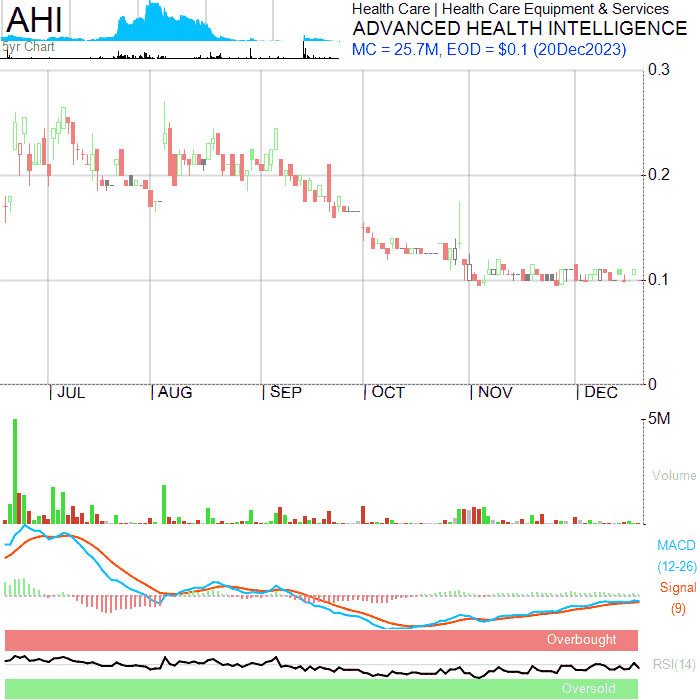 AHI
5yr Chart
Health Care | Health Care Equipment & Services
ADVANCED HEALTH INTELLIGENCE
MC = 25.7M, EOD = $0.1 (20Dec2023)
0.3
0.2
0.1
0
JUL
AUG
SEP
OCT
NOV
DEC
5M
Volume
MACD
(12-26)
Signal
(9)
Overbought
RSI(14)
Oversold